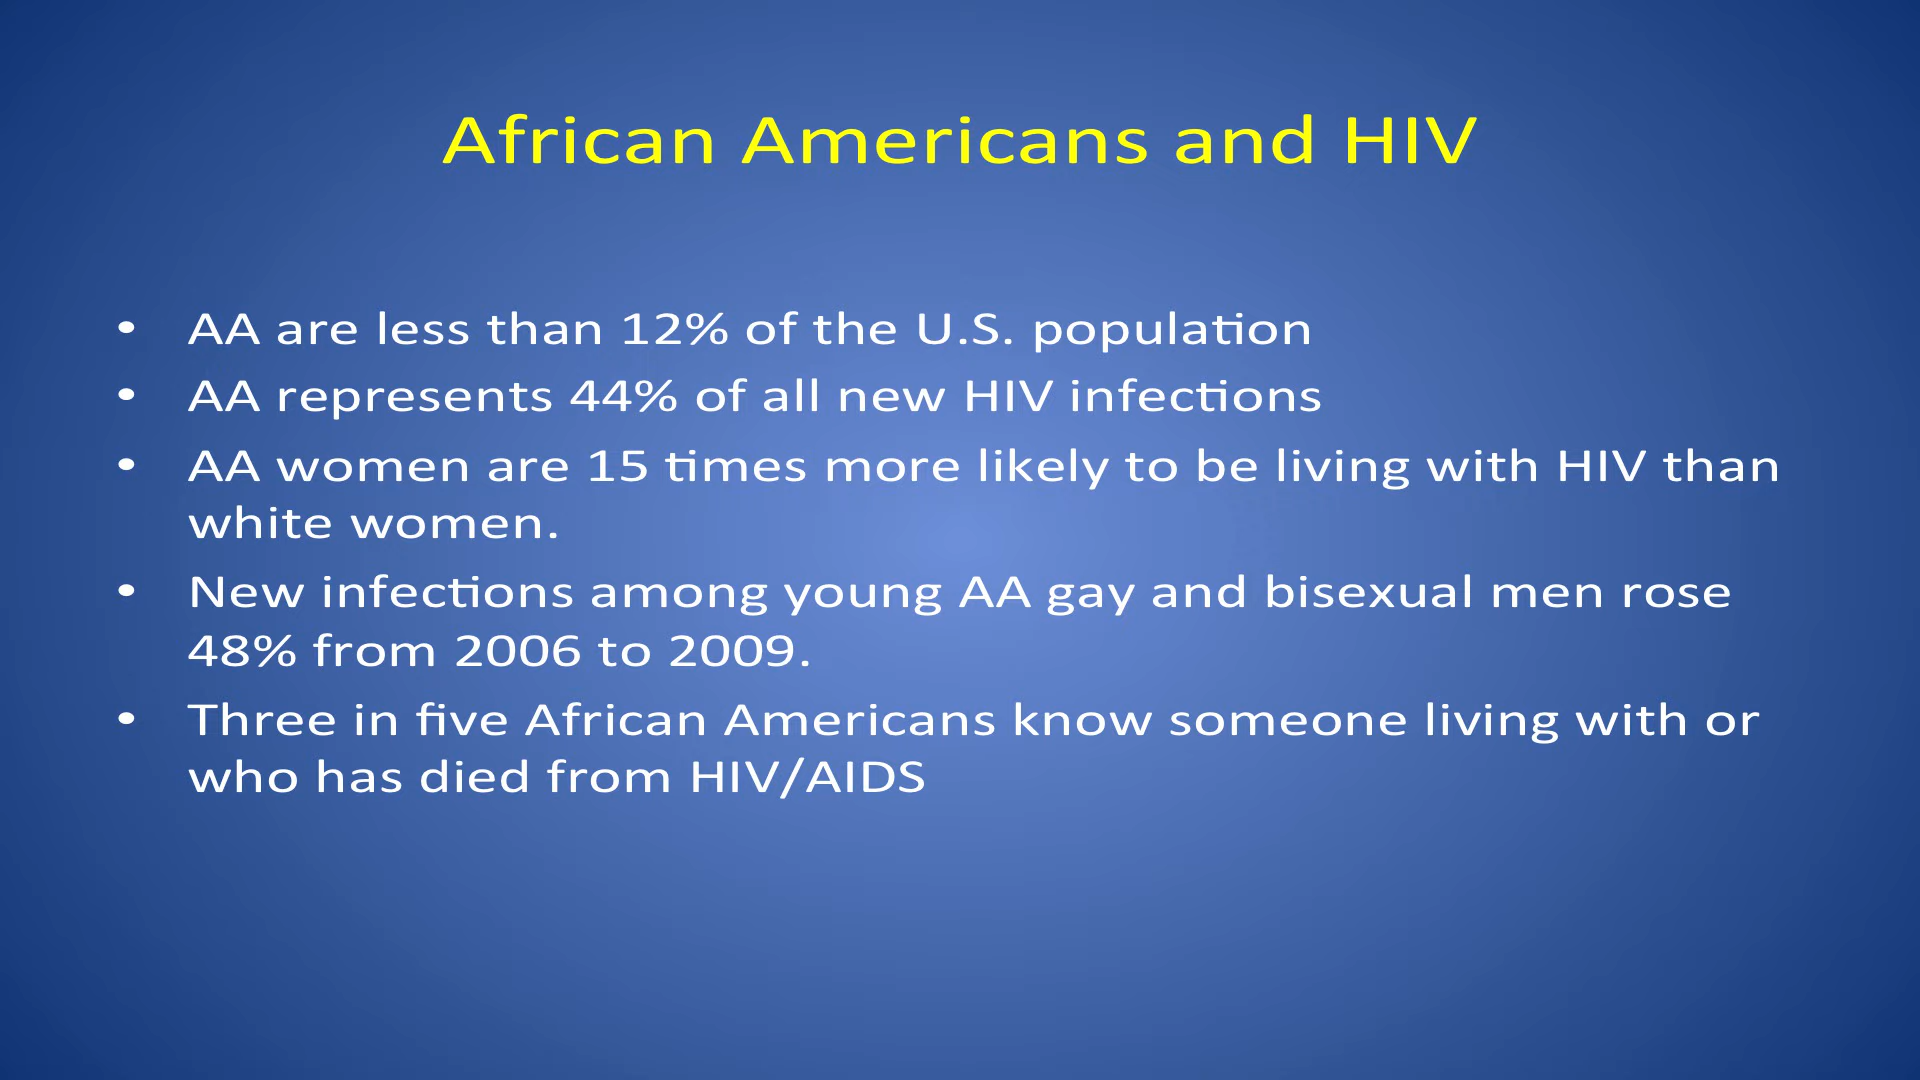 African Americans and HIV
• AA are less than 12% of the U.S. population
• AA represents 44% of all new HIV infections
• AA women are 15 times more likely to be living with HIV than
white women.
• New infections among young AA gay and bisexual men rose
48% from 2006 to 2009.
• Three in five African Americans know someone living with or
who has died from HIV/AIDS